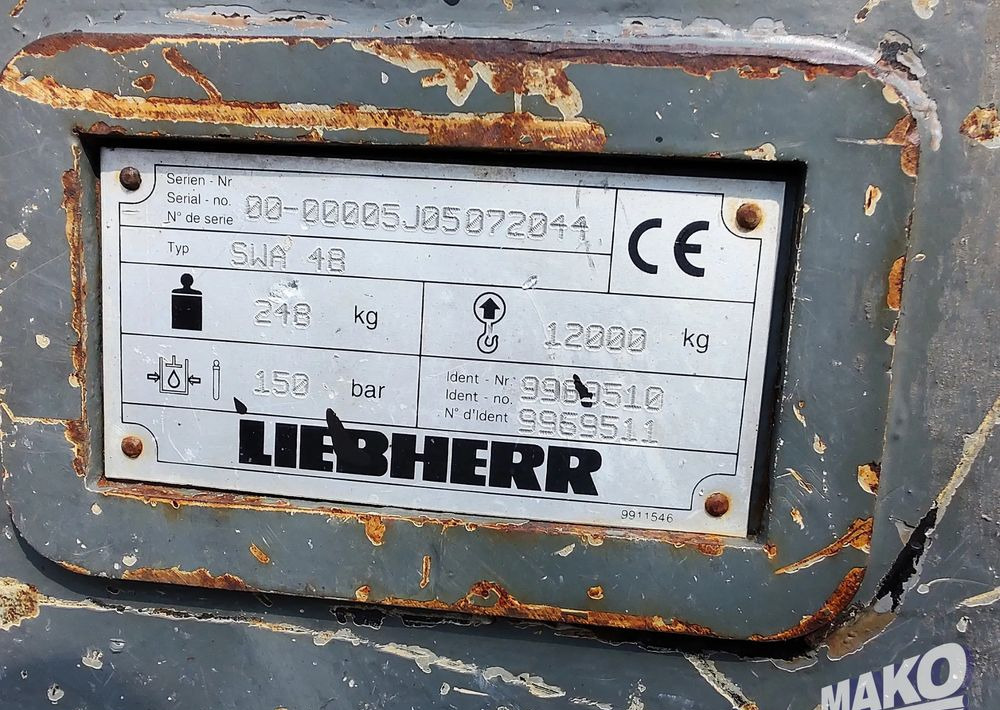 Serien - Nr
Serial - no. 00-00005J05072044
N° de serie
CE
Typ SWA 48
248 kg
12000 kg
150 bar
Ident - Nr. 9969510
Ident - no.
N° d'Ident 9969511
LIEBHERR
9911546
MAKO